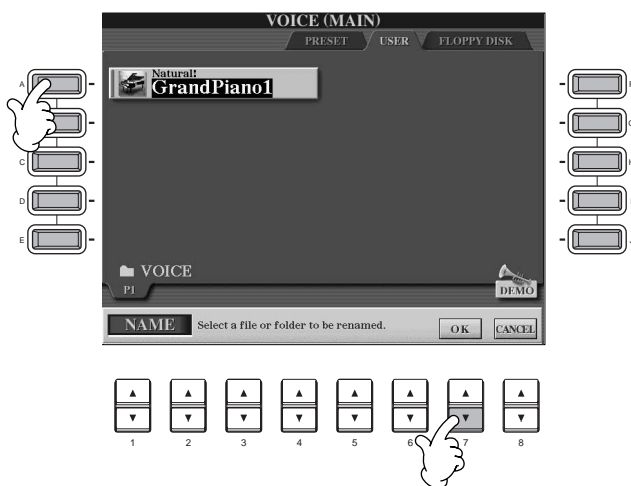 VOICE (MAIN)
PRESET USER FLOPPY DISK
Natural!
GrandPiano1
A
C
D
E
VOICE
P1
DEMO
NAME Select a file or folder to be renamed. OK CANCEL
1 2 3 4 5 6 7 8